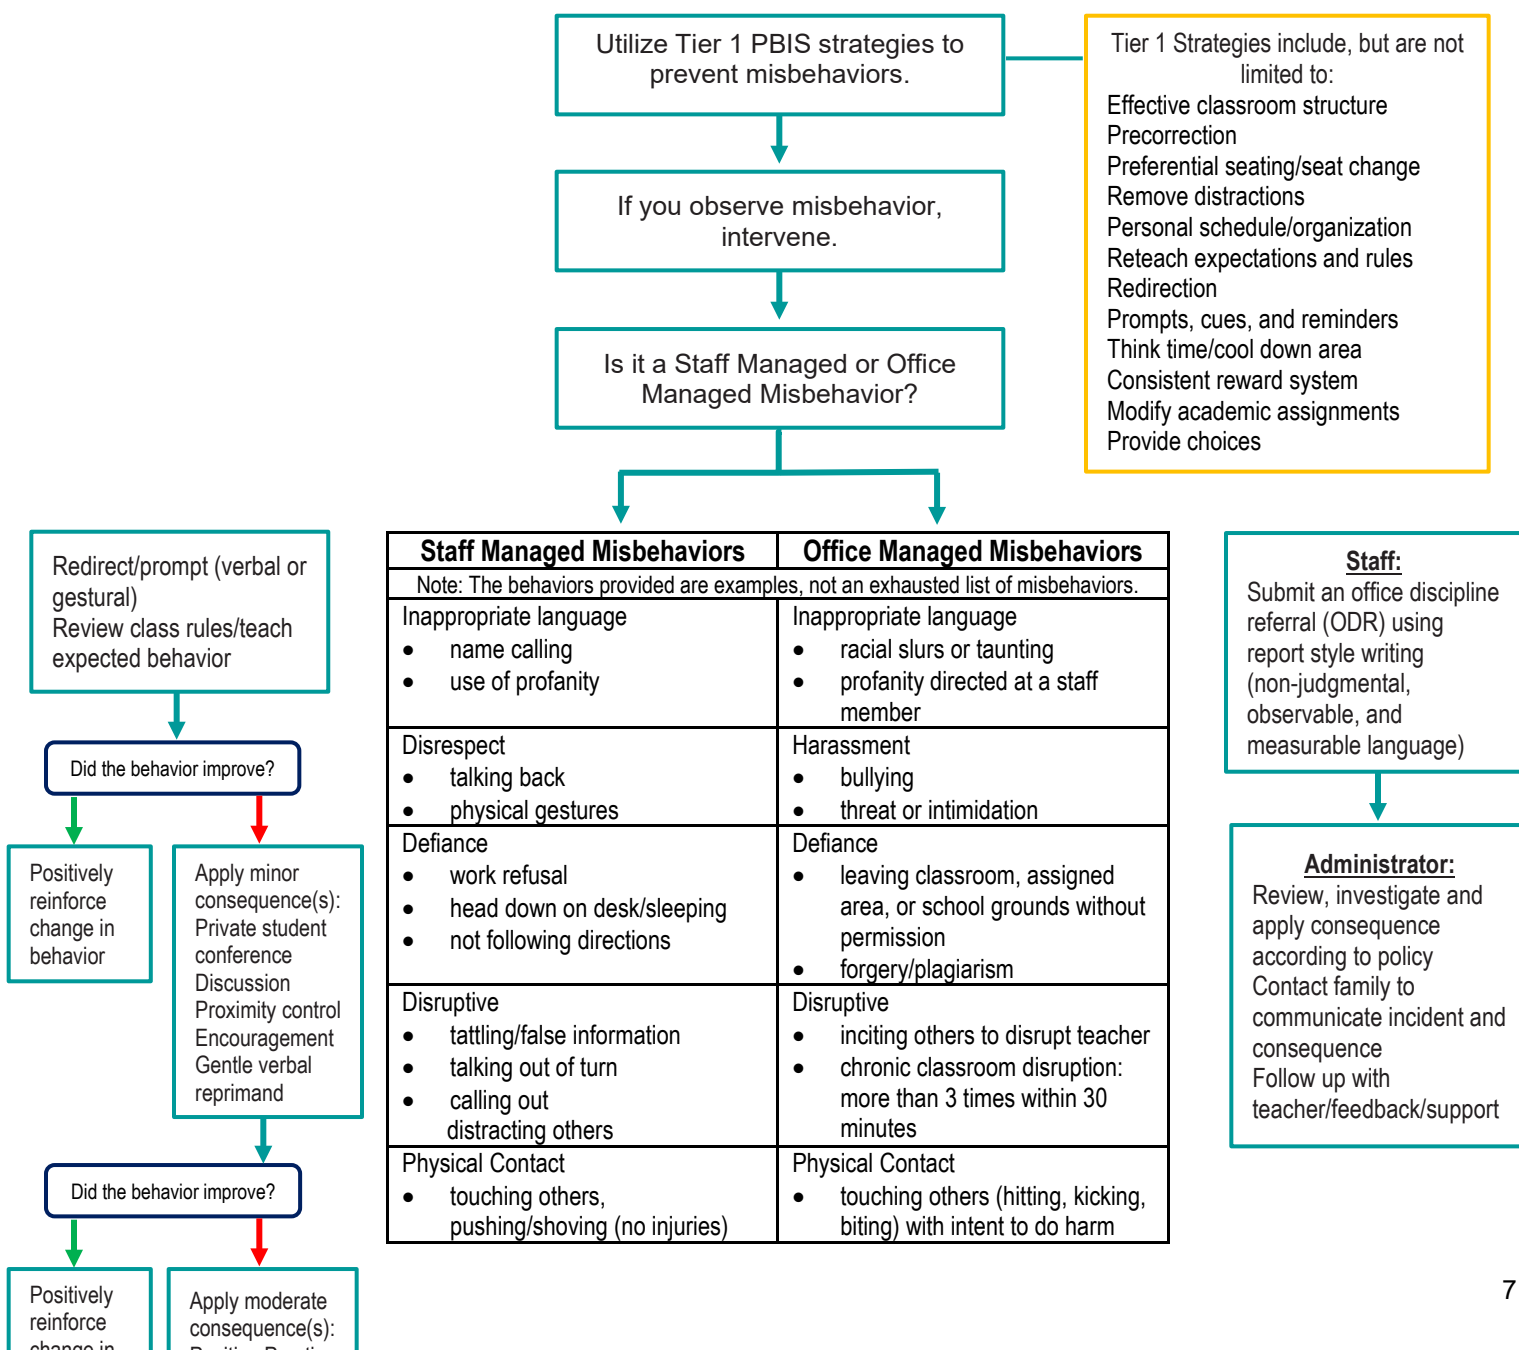 Utilize Tier 1 PBIS strategies to
prevent misbehaviors.
Tier 1 Strategies include, but are not
limited to:
Effective classroom structure
Precorrection
Preferential seating/seat change
Remove distractions
Personal schedule/organization
Reteach expectations and rules
Redirection
Prompts, cues, and reminders
Think time/cool down area
Consistent reward system
Modify academic assignments
Provide choices
If you observe misbehavior,
intervene.
Is it a Staff Managed or Office
Managed Misbehavior?
Redirect/prompt (verbal or
gestural)
Review class rules/teach
expected behavior
Did the behavior improve?
Positively
reinforce
change in
behavior
Apply minor
consequence(s):
Private student
conference
Discussion
Proximity control
Encouragement
Gentle verbal
reprimand
Did the behavior improve?
Positively
reinforce
change in
Apply moderate
consequence(s):
Staff Managed Misbehaviors
Office Managed Misbehaviors
Note: The behaviors provided are examples, not an exhausted list of misbehaviors.
Inappropriate language
• name calling
• use of profanity
Inappropriate language
• racial slurs or taunting
• profanity directed at a staff
member
Disrespect
• talking back
• physical gestures
Harassment
• bullying
• threat or intimidation
Defiance
• work refusal
• head down on desk/sleeping
• not following directions
Defiance
• leaving classroom, assigned
area, or school grounds without
permission
• forgery/plagiarism
Disruptive
• tattling/false information
• talking out of turn
• calling out
distracting others
Disruptive
• inciting others to disrupt teacher
• chronic classroom disruption:
more than 3 times within 30
minutes
Physical Contact
• touching others,
pushing/shoving (no injuries)
Physical Contact
• touching others (hitting, kicking,
biting) with intent to do harm
Staff:
Submit an office discipline
referral (ODR) using
report style writing
(non-judgmental,
observable, and
measurable language)
Administrator:
Review, investigate and
apply consequence
according to policy
Contact family to
communicate incident and
consequence
Follow up with
teacher/feedback/support
7